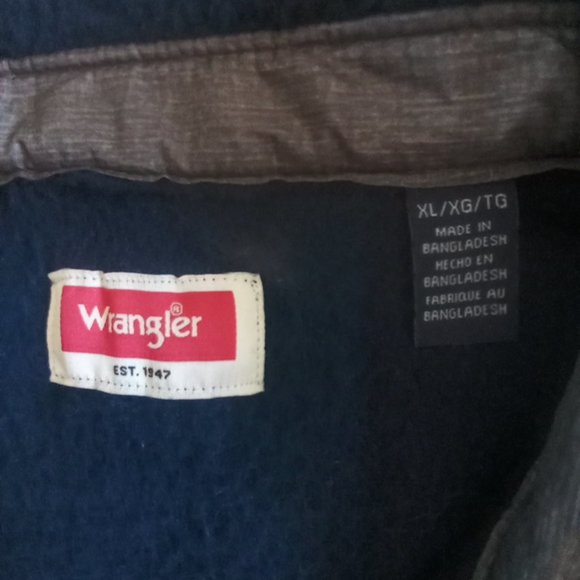 Wrangler®
EST. 1947
XL/XG/TG
MADE IN
BANGLADESH
HECHO EN
BANGLADESH
FABRIQUE AU
BANGLADESH